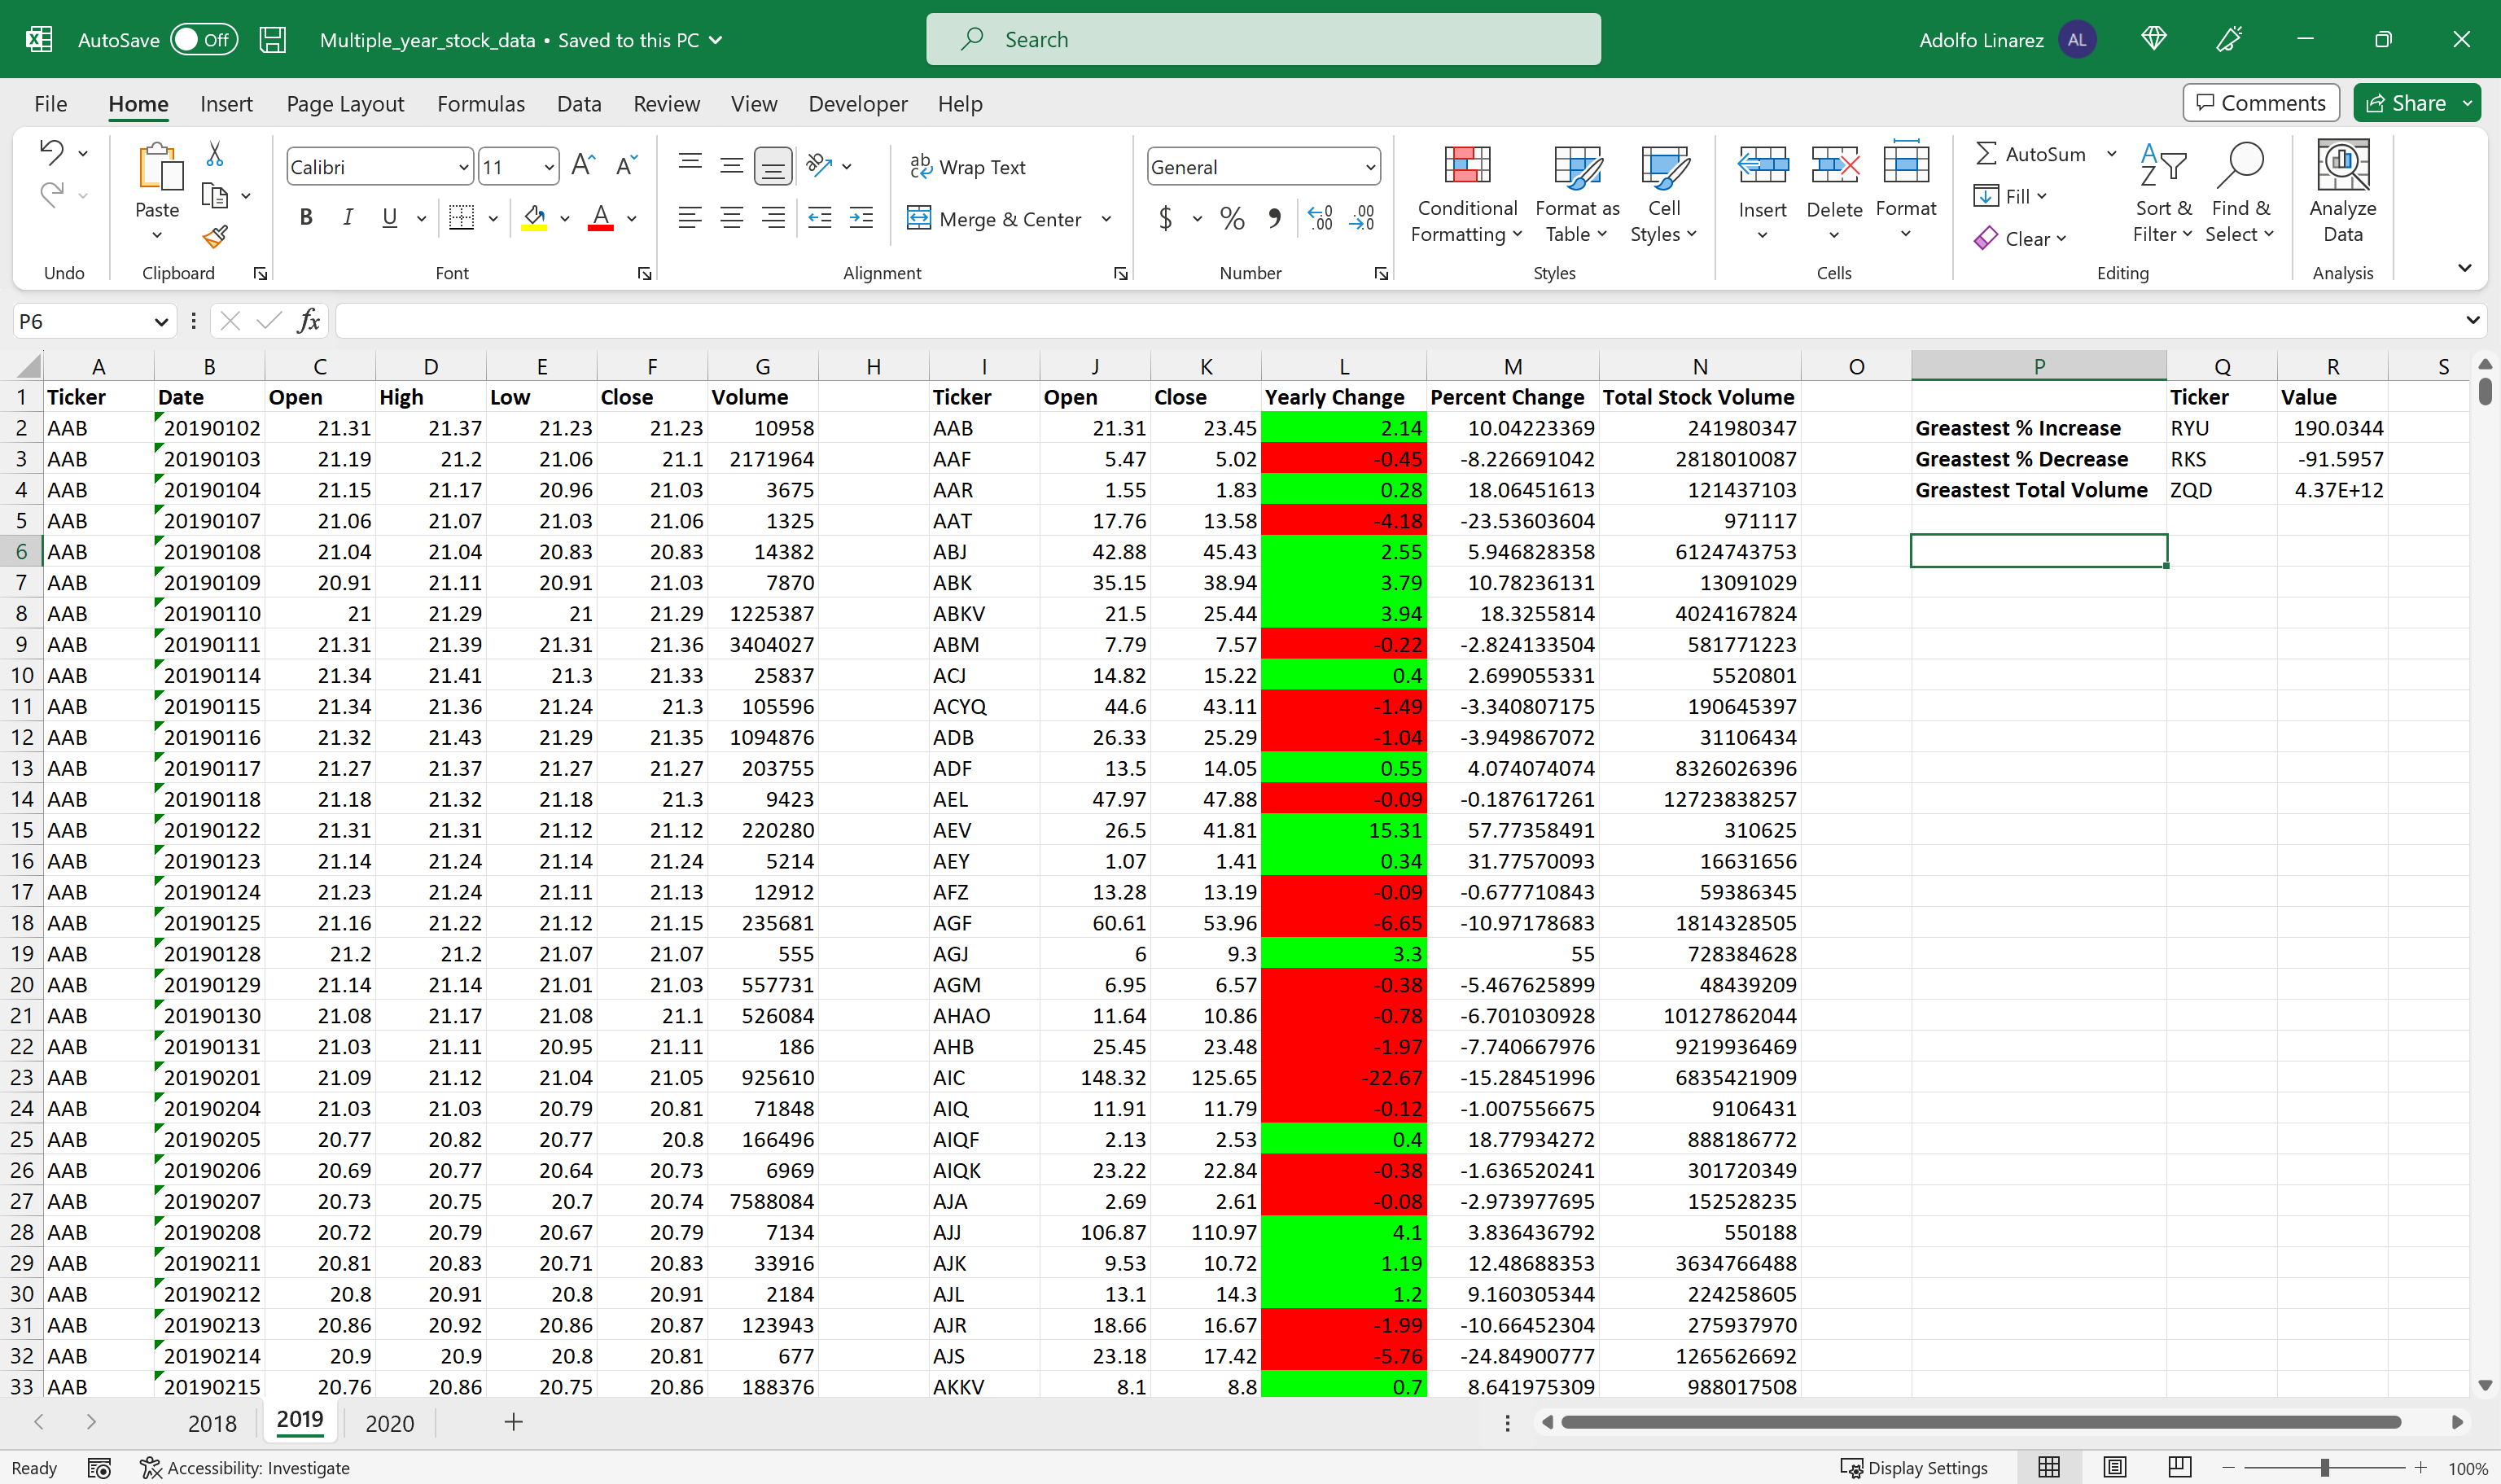 AutoSave Off Multiple_year_stock_data • Saved to this PC Search Adolfo Linarez AL
File Home Insert Page Layout Formulas Data Review View Developer Help Comments Share
Calibri 11 Wrap Text General AutoSum
Paste Conditional Formatting Format as Table Cell Styles Insert Delete Format Fill Sort & Filter Find & Select Analyze Data
B I U Merge & Center $ % Clear
Undo Clipboard Font Alignment Number Styles Cells Editing Analysis
P6 fx
A B C D E F G H I J K L M N O P Q R S
1 Ticker Date Open High Low Close Volume Ticker Open Close Yearly Change Percent Change Total Stock Volume Ticker Value
2 AAB 20190102 21.31 21.37 21.23 21.23 10958 AAB 21.31 23.45 2.14 10.04223369 241980347 Greastest % Increase RYU 190.0344
3 AAB 20190103 21.19 21.2 21.06 21.1 2171964 AAF 5.47 5.02 -0.45 -8.226691042 2818010087 Greastest % Decrease RKS -91.5957
4 AAB 20190104 21.15 21.17 20.96 21.03 3675 AAR 1.55 1.83 0.28 18.06451613 121437103 Greastest Total Volume ZQD 4.37E+12
5 AAB 20190107 21.06 21.07 21.03 21.06 1325 AAT 17.76 13.58 -4.18 -23.53603604 971117
6 AAB 20190108 21.04 21.04 20.83 20.83 14382 ABJ 42.88 45.43 2.55 5.946828358 6124743753
7 AAB 20190109 20.91 21.11 20.91 21.03 7870 ABK 35.15 38.94 3.79 10.78236131 13091029
8 AAB 20190110 21 21.29 21 21.29 1225387 ABKV 21.5 25.44 3.94 18.3255814 4024167824
9 AAB 20190111 21.31 21.39 21.31 21.36 3404027 ABM 7.79 7.57 -0.22 -2.824133504 581771223
10 AAB 20190114 21.34 21.41 21.3 21.33 25837 ACJ 14.82 15.22 0.4 2.699055331 5520801
11 AAB 20190115 21.34 21.36 21.24 21.3 105596 ACYQ 44.6 43.11 -1.49 -3.340807175 190645397
12 AAB 20190116 21.32 21.43 21.29 21.35 1094876 ADB 26.33 25.29 -1.04 -3.949867072 31106434
13 AAB 20190117 21.27 21.37 21.27 21.27 203755 ADF 13.5 14.05 0.55 4.074074074 8326026396
14 AAB 20190118 21.18 21.32 21.18 21.3 9423 AEL 47.97 47.88 -0.09 -0.187617261 12723838257
15 AAB 20190122 21.31 21.31 21.12 21.12 220280 AEV 26.5 41.81 15.31 57.77358491 310625
16 AAB 20190123 21.14 21.24 21.14 21.24 5214 AEY 1.07 1.41 0.34 31.77570093 16631656
17 AAB 20190124 21.23 21.24 21.11 21.13 12912 AFZ 13.28 13.19 -0.09 -0.677710843 59386345
18 AAB 20190125 21.16 21.22 21.12 21.15 235681 AGF 60.61 53.96 -6.65 -10.97178683 1814328505
19 AAB 20190128 21.2 21.2 21.07 21.07 555 AGJ 6 9.3 3.3 55 728384628
20 AAB 20190129 21.14 21.14 21.01 21.03 557731 AGM 6.95 6.57 -0.38 -5.467625899 48439209
21 AAB 20190130 21.08 21.17 21.08 21.1 526084 AHAO 11.64 10.86 -0.78 -6.701030928 10127862044
22 AAB 20190131 21.03 21.11 20.95 21.11 186 AHB 25.45 23.48 -1.97 -7.740667976 9219936469
23 AAB 20190201 21.09 21.12 21.04 21.05 925610 AIC 148.32 125.65 -22.67 -15.28451996 6835421909
24 AAB 20190204 21.03 21.03 20.79 20.81 71848 AIQ 11.91 11.79 -0.12 -1.007556675 9106431
25 AAB 20190205 20.77 20.82 20.77 20.8 166496 AIQF 2.13 2.53 0.4 18.77934272 888186772
26 AAB 20190206 20.69 20.77 20.64 20.73 6969 AIQK 23.22 22.84 -0.38 -1.636520241 301720349
27 AAB 20190207 20.73 20.75 20.7 20.74 7588084 AJA 2.69 2.61 -0.08 -2.973977695 152528235
28 AAB 20190208 20.72 20.79 20.67 20.79 7134 AJJ 106.87 110.97 4.1 3.836436792 550188
29 AAB 20190211 20.81 20.83 20.71 20.83 33916 AJK 9.53 10.72 1.19 12.48688353 3634766488
30 AAB 20190212 20.8 20.91 20.8 20.91 2184 AJL 13.1 14.3 1.2 9.160305344 224258605
31 AAB 20190213 20.86 20.92 20.86 20.87 123943 AJR 18.66 16.67 -1.99 -10.66452304 275937970
32 AAB 20190214 20.9 20.9 20.8 20.81 677 AJS 23.18 17.42 -5.76 -24.84900777 1265626692
33 AAB 20190215 20.76 20.86 20.75 20.86 188376 AKKV 8.1 8.8 0.7 8.641975309 988017508
2018 2019 2020
Ready Accessibility: Investigate Display Settings 100%